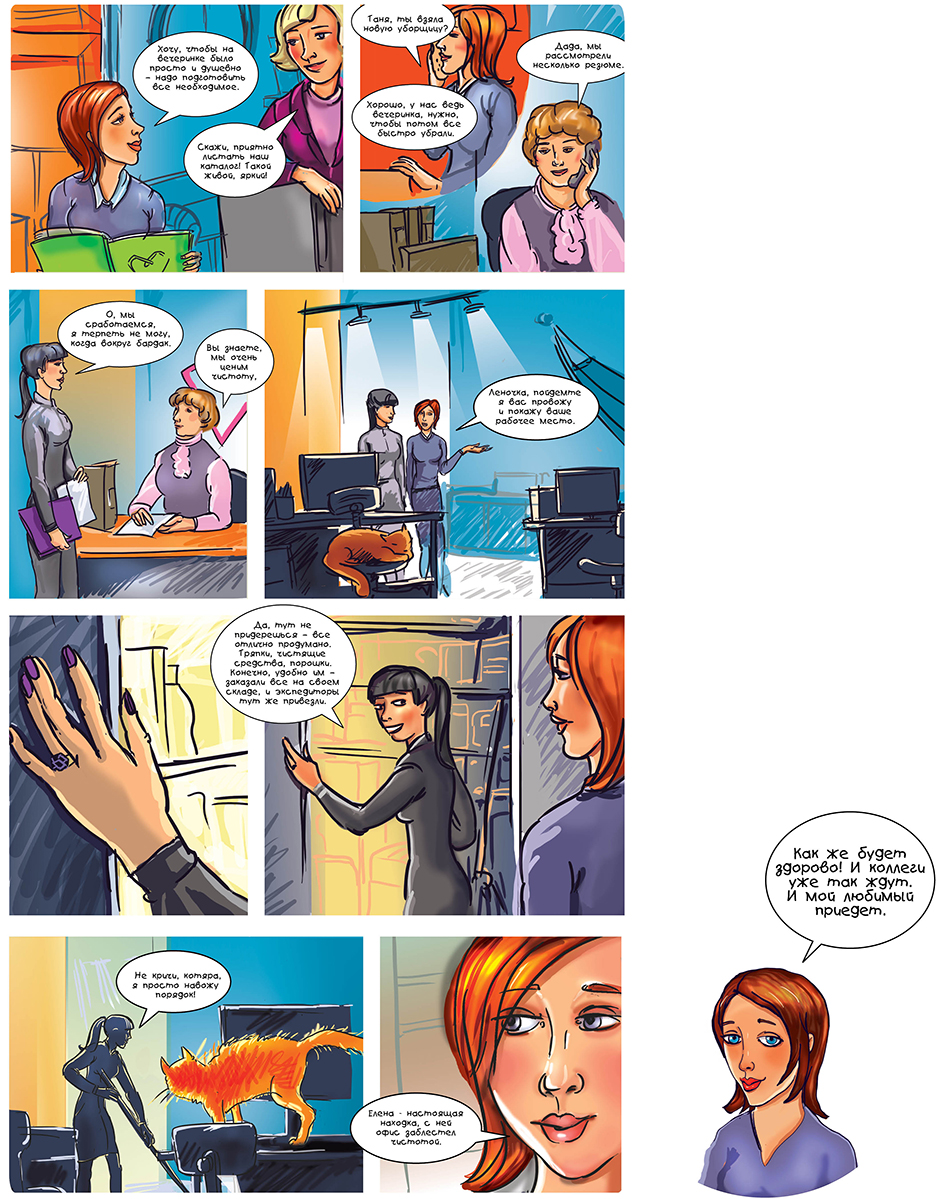 Хочу, чтобы на
вечеринке было
просто и душевно
– надо подготовить
все необходимое.
Скажи, приятно
листать наш
каталог! Такой
живой, яркий!
Таня, ты взяла
новую уборщицу?
Дада, мы
рассмотрели
несколько резюме.
Хорошо, у нас ведь
вечеринка, нужно,
чтобы потом все
быстро убрали.
О, мы
сработаемся,
я терпеть не могу,
когда вокруг бардак.
Вы знаете,
мы очень
ценим
чистоту.
Леночка, пойдемте
я вас провожу
и покажу ваше
рабочее место.
Да, тут не
придерешься – все
отлично продумано.
Тряпки, чистящие
средства, порошки.
Конечно, удобно им –
заказали все на своем
складе, и экспедиторы
тут же привезли.
Не кричи, котяра,
я просто навожу
порядок!
Елена - настоящая
находка, с ней
офис заблестел
чистотой.
Как же будет
здорово! И коллеги
уже так ждут.
И мой любимый
приедет.